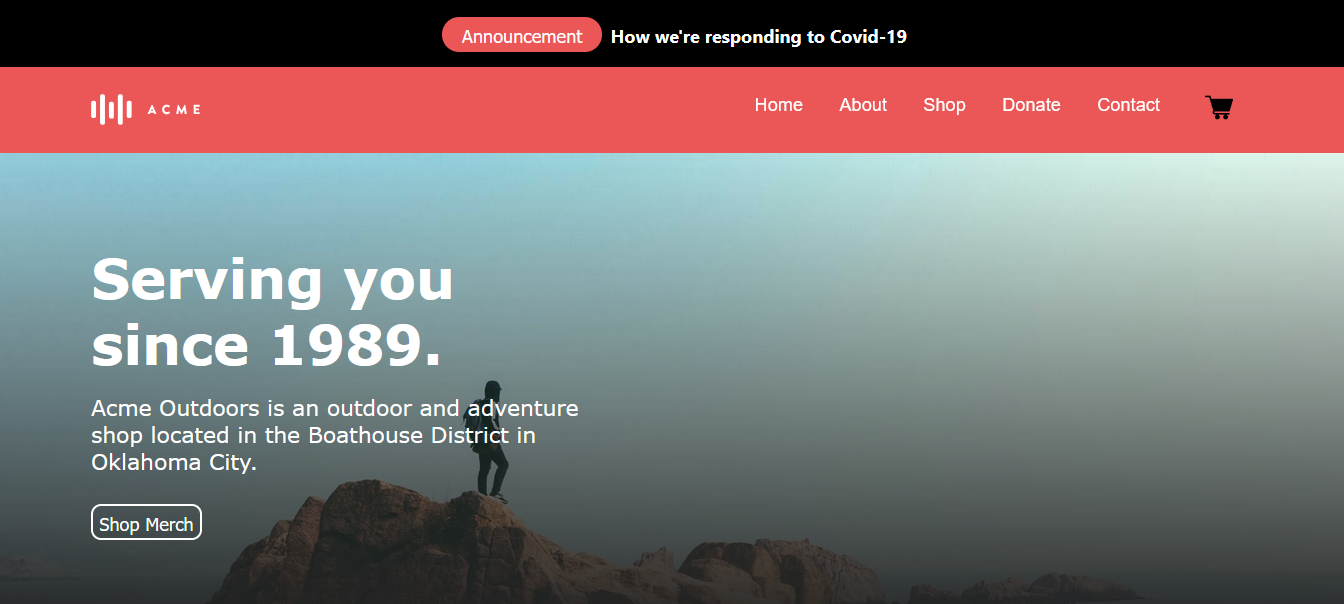 Announcement How we're responding to Covid-19
ACME Home About Shop Donate Contact
Serving you
since 1989.
Acme Outdoors is an outdoor and adventure
shop located in the Boathouse District in
Oklahoma City.
Shop Merch